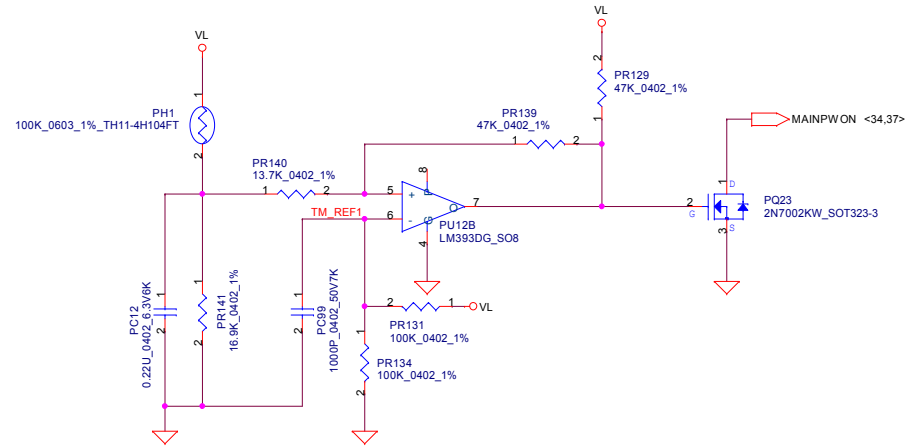 VL
VL
PH1
100K_0603_1%_TH11-4H104FT
1
2
2
PR129
47K_0402_1%
1
PR139
47K_0402_1%
1
2
MAINPWON <34,37>
PR140
13.7K_0402_1%
1
2
8
P
5
+
TM_REF1
6
-
G
O
7
PU12B
LM393DG_SO8
4
1
D
2
G
S
3
PQ23
2N7002KW_SOT323-3
1
2
PC12
0.22U_0402_6.3V6K
1
2
PR141
16.9K_0402_1%
1
2
PC99
1000P_0402_50V7K
2
1
VL
PR131
100K_0402_1%
1
PR134
100K_0402_1%
2